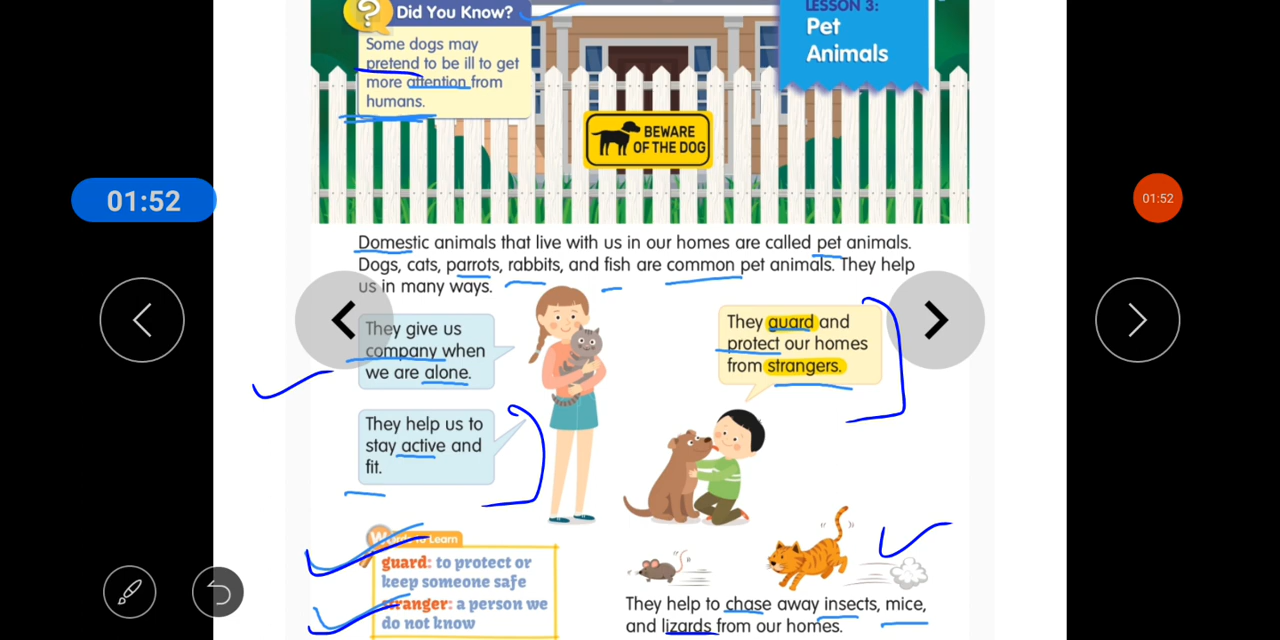 Did You Know?
Some dogs may
pretend to be ill to get
more attention from
humans.
LESSON 3:
Pet
Animals
BEWARE
OF THE DOG
01:52
01:52
Domestic animals that live with us in our homes are called pet animals.
Dogs, cats, parrots, rabbits, and fish are common pet animals. They help
us in many ways.
They give us
company when
we are alone.
They guard and
protect our homes
from strangers.
They help us to
stay active and
fit.
Words to Learn
guard: to protect or
keep someone safe
stranger: a person we
do not know
They help to chase away insects, mice,
and lizards from our homes.